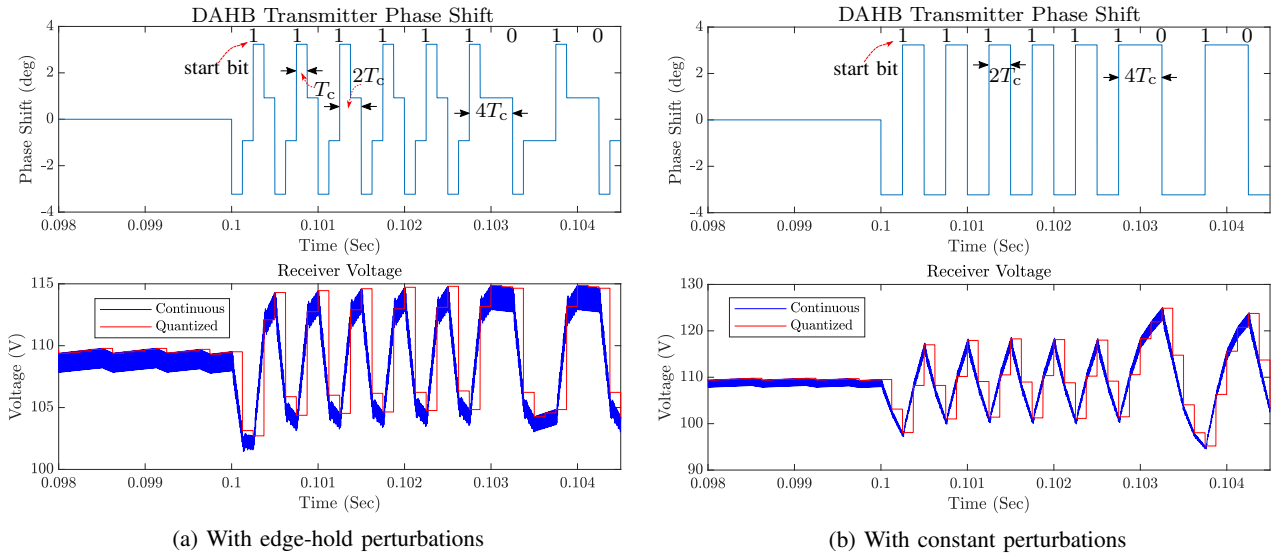 DAHB Transmitter Phase Shift
4
2
0
-2
-4
Phase Shift (deg)
1 1 1 1 1 1 0 1 0
start bit
T_c
2T_c
4T_c
0.098 0.099 0.1 0.101 0.102 0.103 0.104
Time (Sec)
Receiver Voltage
115
110
105
100
Voltage (V)
Continuous
Quantized
0.098 0.099 0.1 0.101 0.102 0.103 0.104
Time (Sec)
(a) With edge-hold perturbations
DAHB Transmitter Phase Shift
4
2
0
-2
-4
Phase Shift (deg)
1 1 1 1 1 1 0 1 0
start bit
2T_c
4T_c
0.098 0.099 0.1 0.101 0.102 0.103 0.104
Time (Sec)
Receiver Voltage
130
120
110
100
90
Voltage (V)
Continuous
Quantized
0.098 0.099 0.1 0.101 0.102 0.103 0.104
Time (Sec)
(b) With constant perturbations